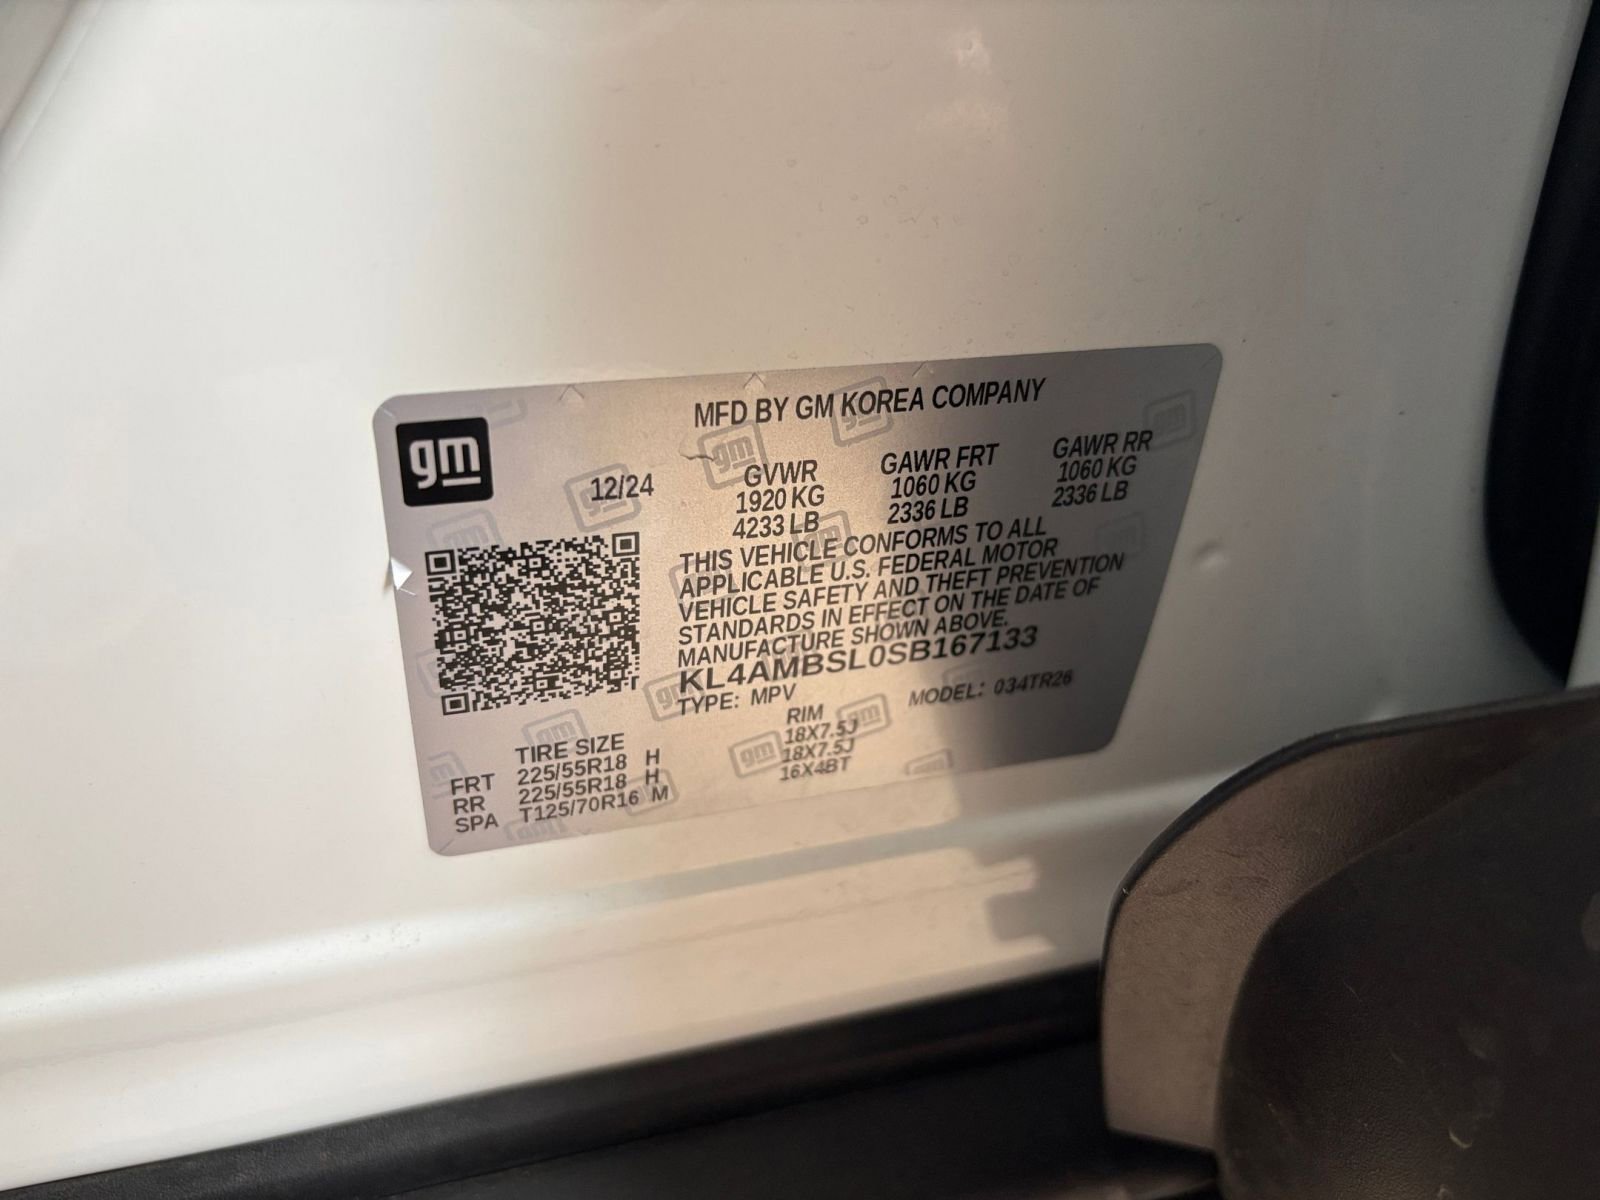 gm
MFD BY GM KOREA COMPANY
12/24
GVWR GAWR FRT GAWR RR
1920 KG 1060 KG 1060 KG
4233 LB 2336 LB 2336 LB
THIS VEHICLE CONFORMS TO ALL
APPLICABLE U.S. FEDERAL MOTOR
VEHICLE SAFETY AND THEFT PREVENTION
STANDARDS IN EFFECT ON THE DATE OF
MANUFACTURE SHOWN ABOVE.
KL4AMBSL0SB167133
TYPE: MPV MODEL: 034TR26
TIRE SIZE RIM
FRT 225/55R18 H 18X7.5J
RR 225/55R18 H 18X7.5J
SPA T125/70R16 M 16X4BT